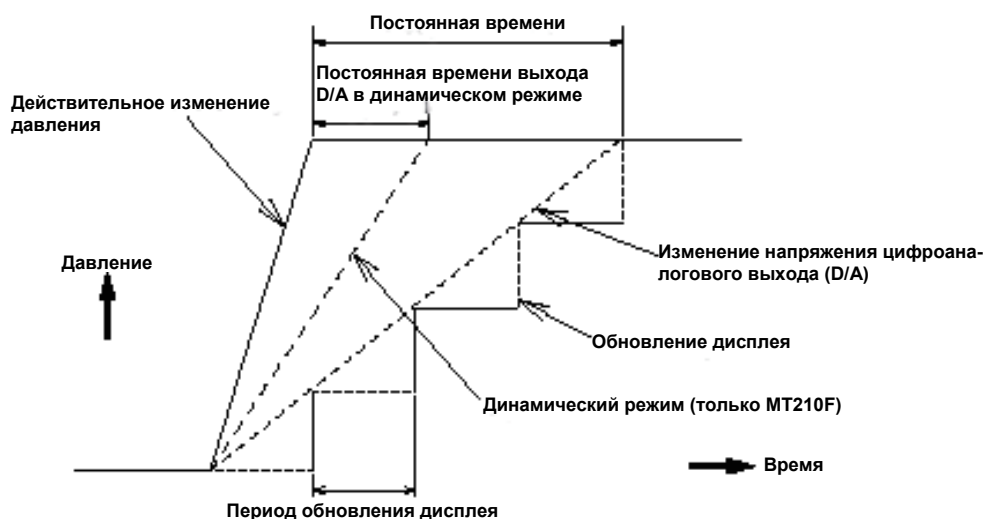 Постоянная времени
Постоянная времени выхода
D/A в динамическом режиме
Действительное изменение
давления
Давление
Изменение напряжения цифроана-
логового выхода (D/A)
Обновление дисплея
Динамический режим (только MT210F)
Время
Период обновления дисплея